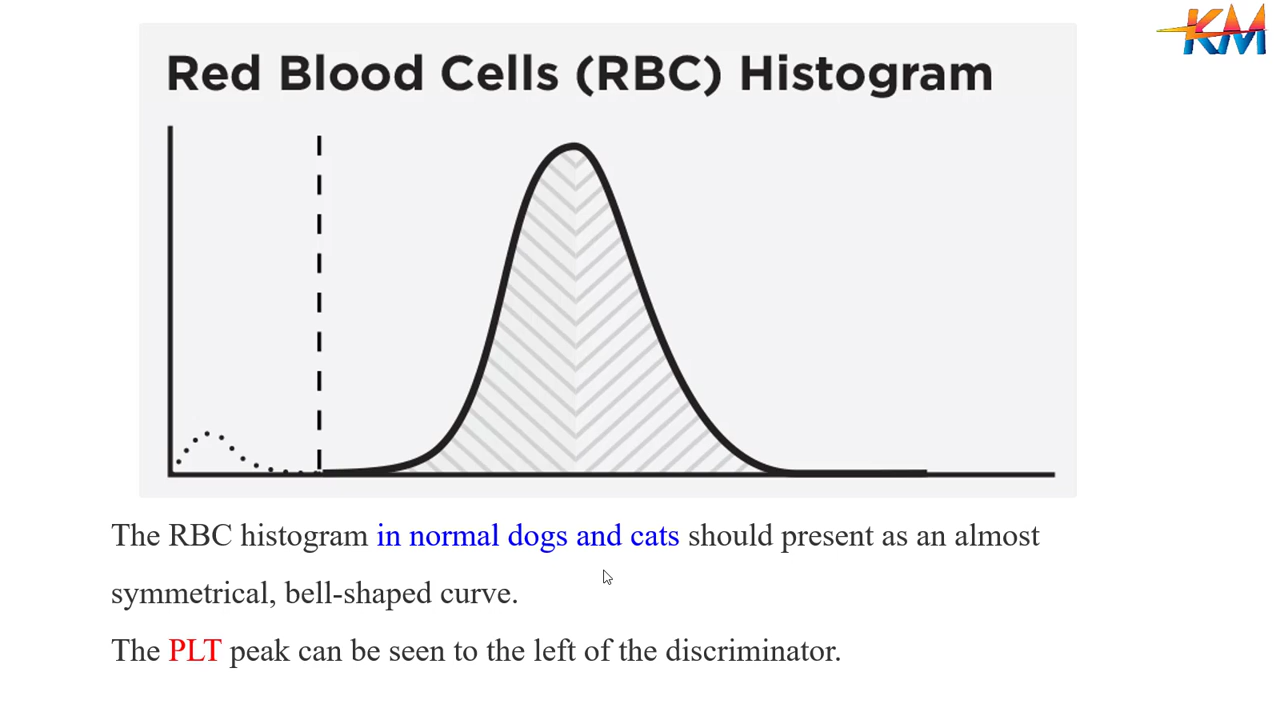 KM
Red Blood Cells (RBC) Histogram
The RBC histogram in normal dogs and cats should present as an almost
symmetrical, bell-shaped curve.
The PLT peak can be seen to the left of the discriminator.